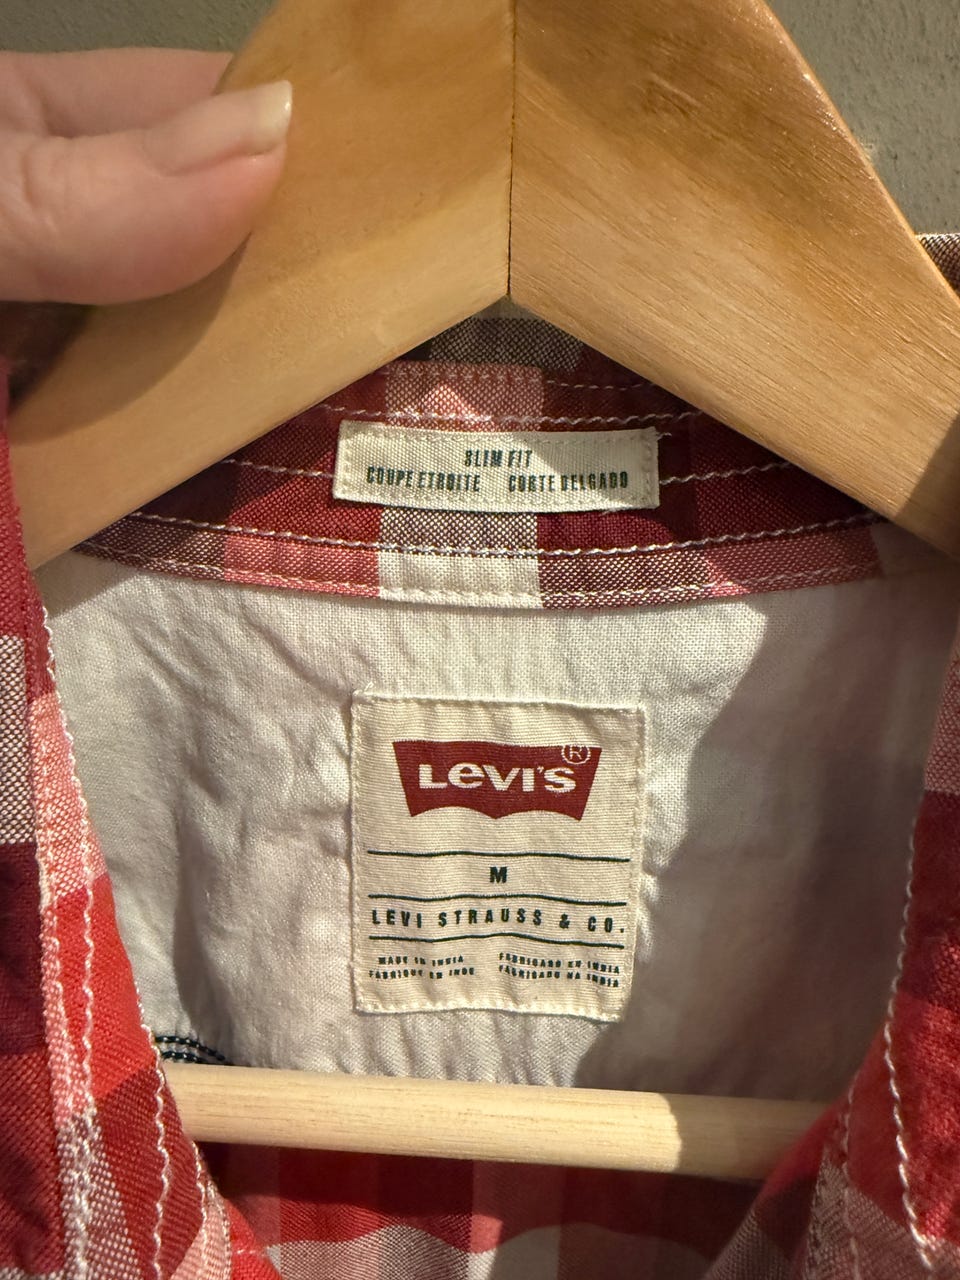 SLIM FIT
COUPE ETROITE CORTE DELGADO
LEVI'S ®
M
LEVI STRAUSS & CO.
MADE IN INDIA FABRICADO EN INDIA
FABRIQUE EN INDE FABRICADO NA INDIA